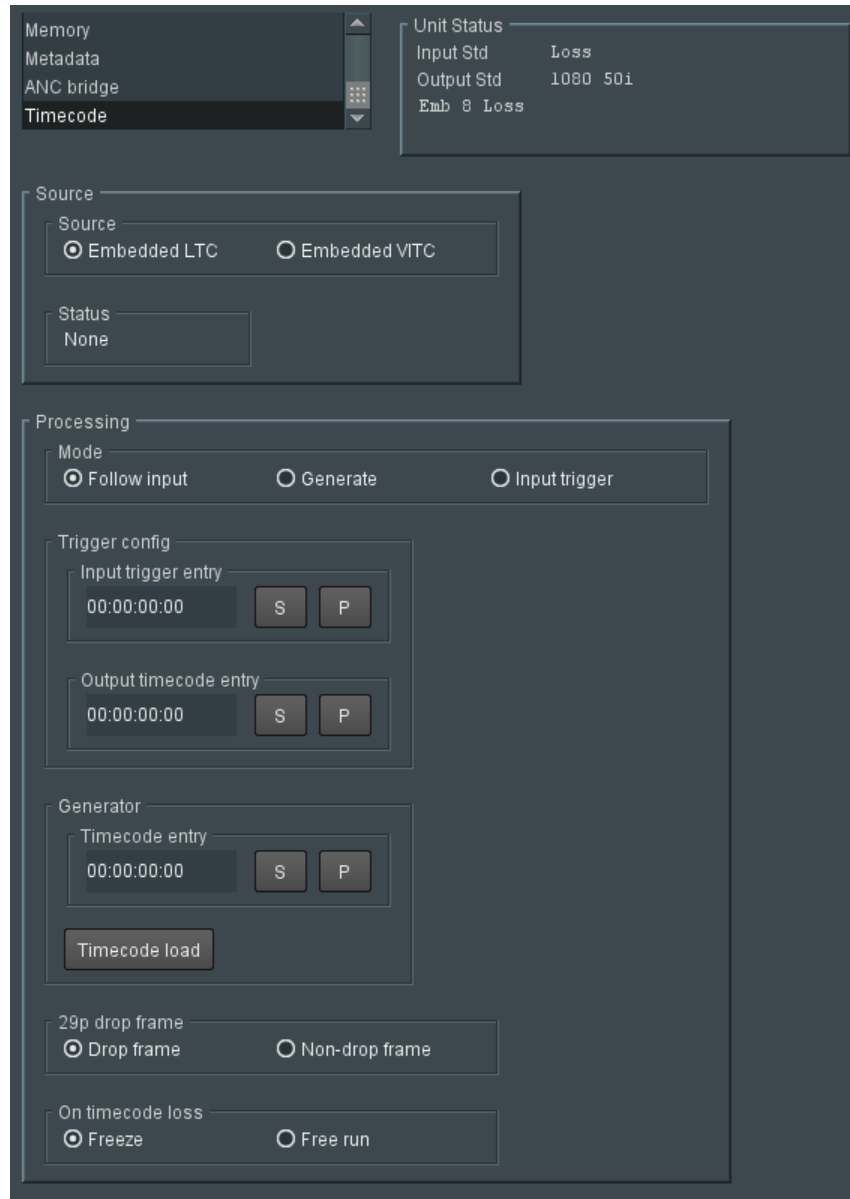 Memory
Metadata
ANC bridge
Timecode
Unit Status
Input Std Loss
Output Std 1080 50i
Emb 8 Loss
Source
Source
Embedded LTC Embedded VITC
Status
None
Processing
Mode
Follow input Generate Input trigger
Trigger config
Input trigger entry
00:00:00:00 S P
Output timecode entry
00:00:00:00 S P
Generator
Timecode entry
00:00:00:00 S P
Timecode load
29p drop frame
Drop frame Non-drop frame
On timecode loss
Freeze Free run